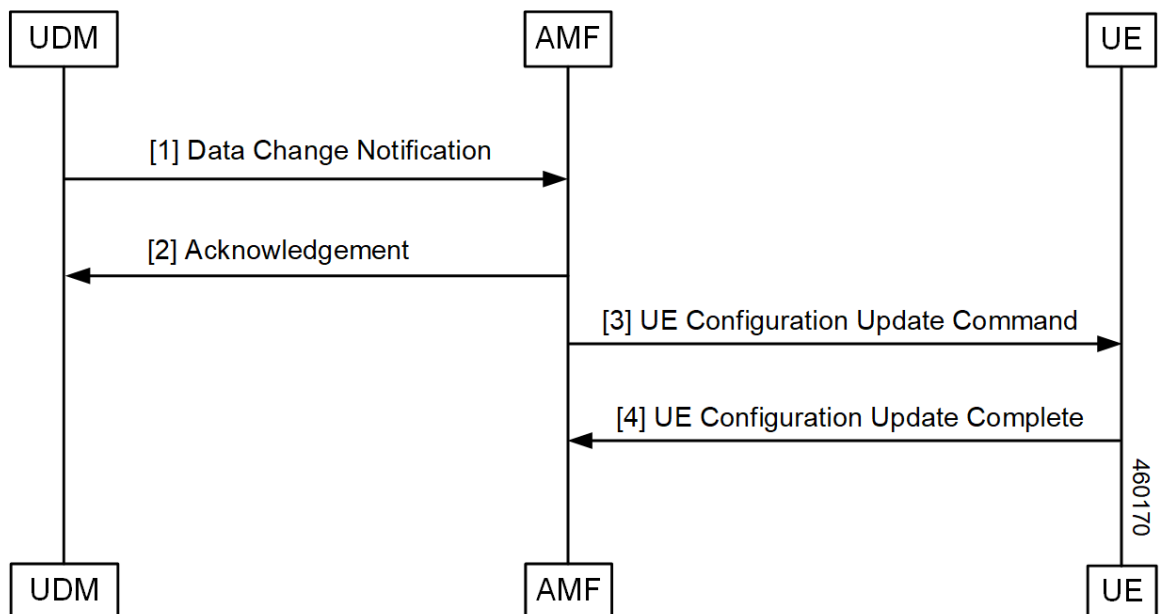 UDM
AMF
UE
[1] Data Change Notification
[2] Acknowledgement
[3] UE Configuration Update Command
[4] UE Configuration Update Complete
460170
UDM
AMF
UE